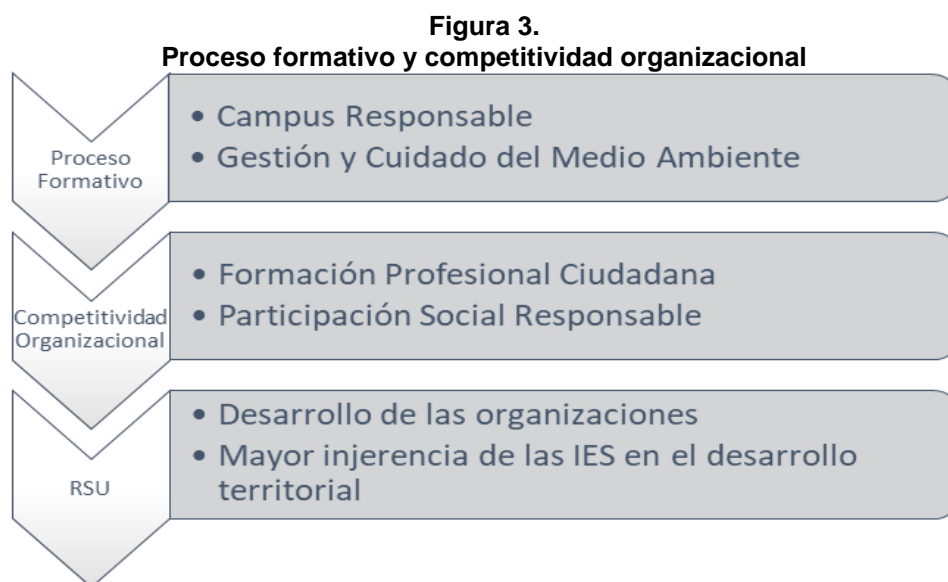 Figura 3.
Proceso formativo y competitividad organizacional
Proceso
Formativo
• Campus Responsable
• Gestión y Cuidado del Medio Ambiente
Competitividad
Organizacional
• Formación Profesional Ciudadana
• Participación Social Responsable
RSU
• Desarrollo de las organizaciones
• Mayor injerencia de las IES en el desarrollo
territorial